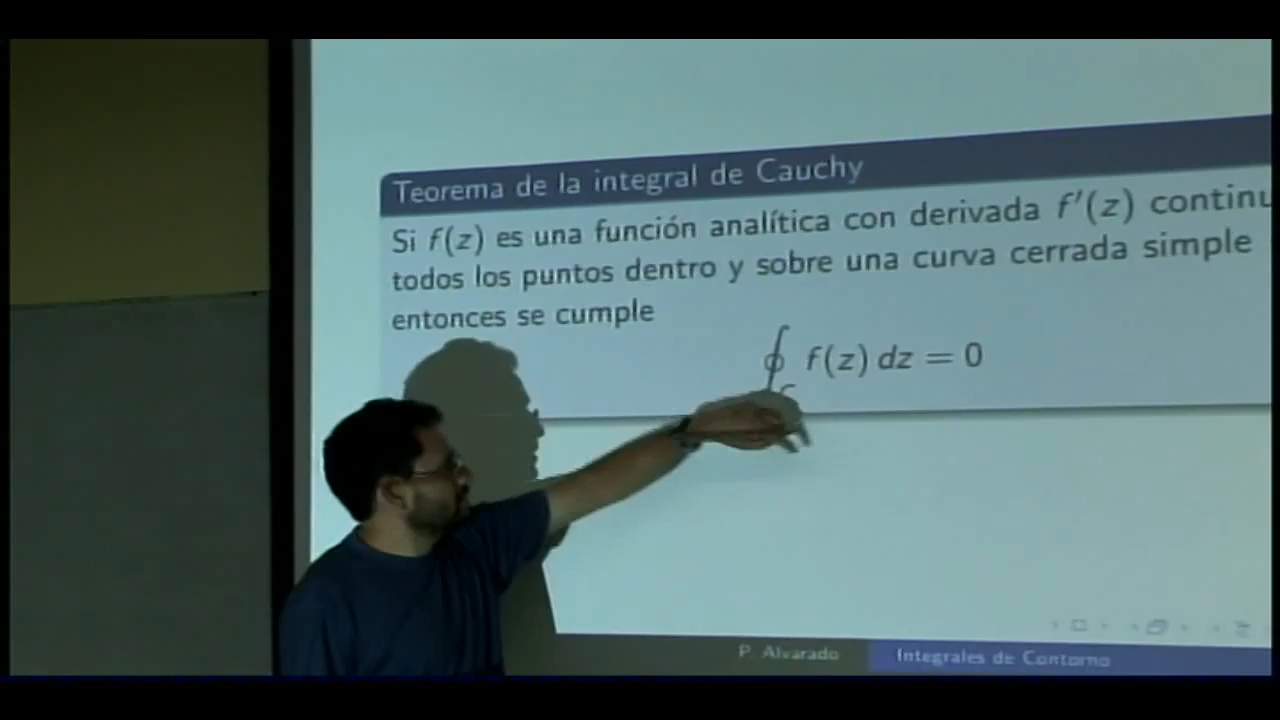 Teorema de la integral de Cauchy
Si f(z) es una función analítica con derivada f′(z) continu
todos los puntos dentro y sobre una curva cerrada simple
entonces se cumple
∮ f(z) dz = 0
P. Alvarado
Integrales de Contorno